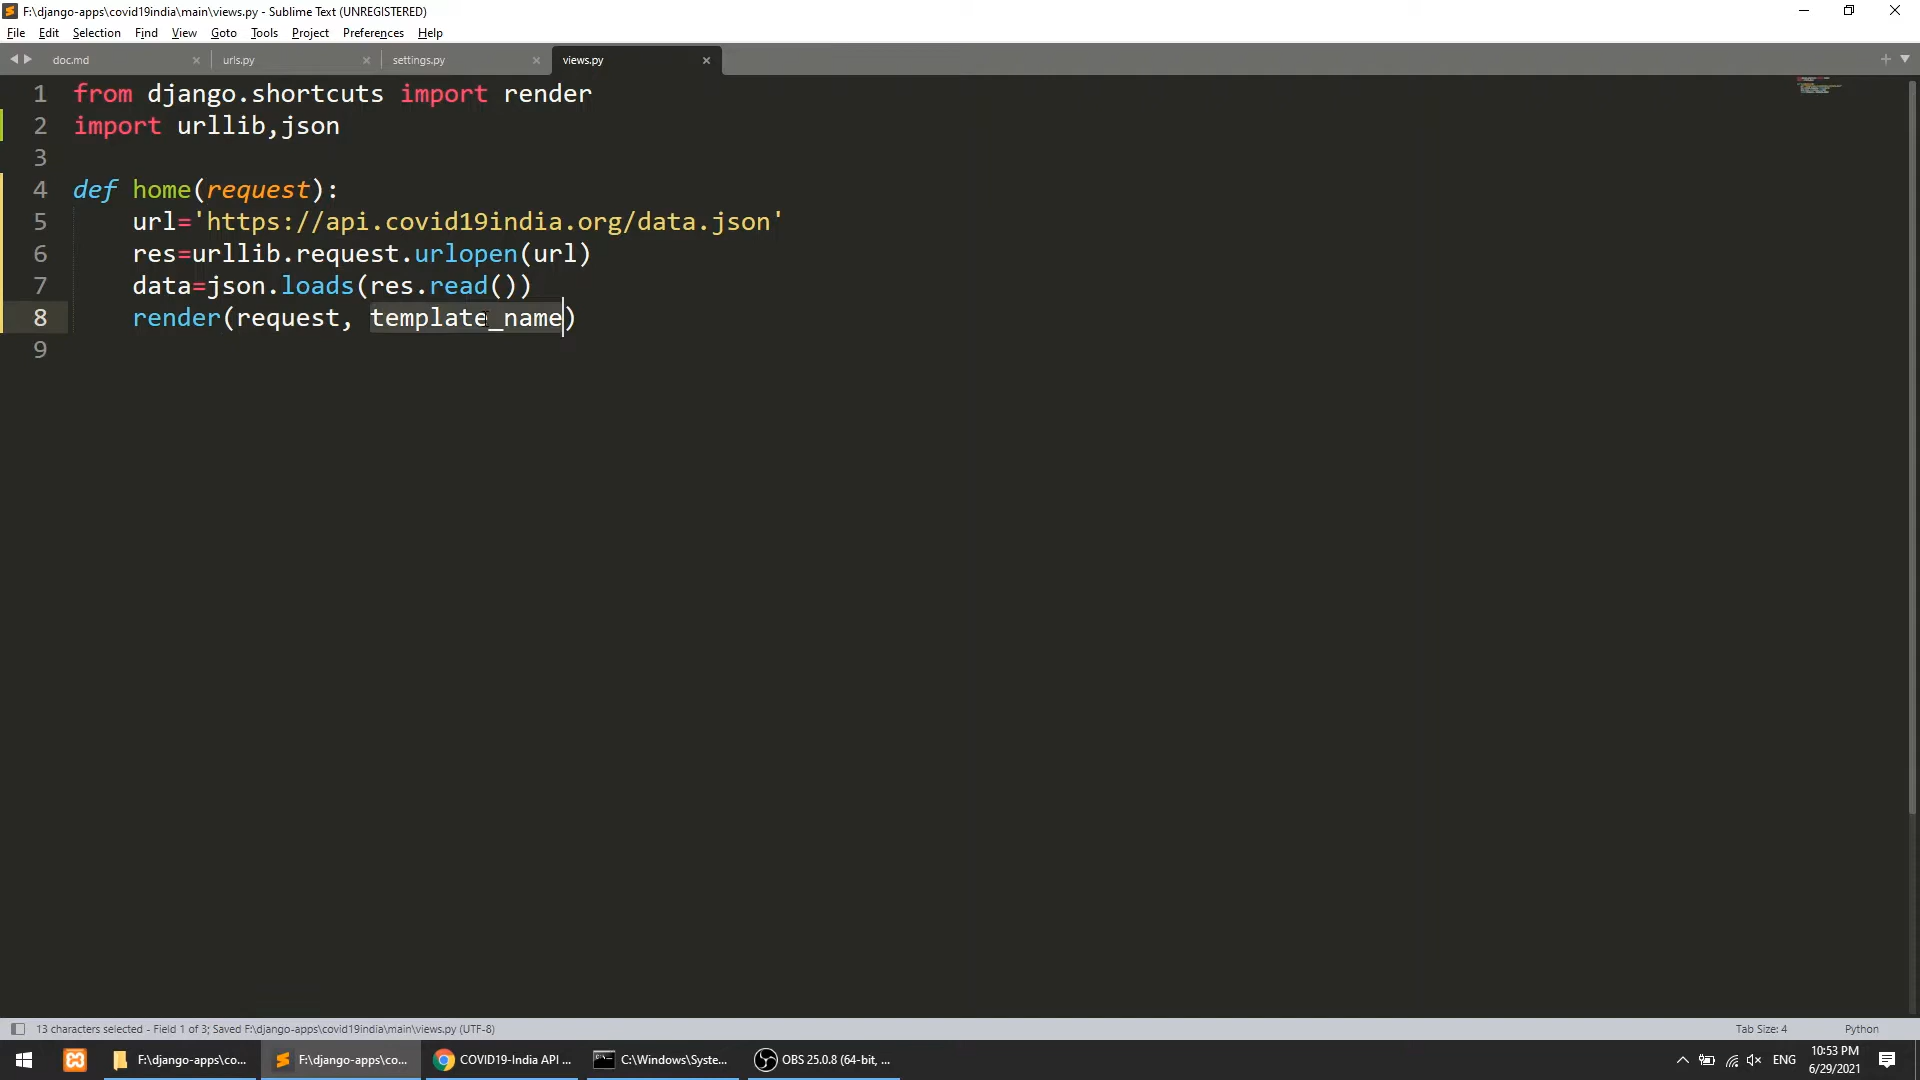 F:\django-apps\covid19india\main\views.py - Sublime Text (UNREGISTERED)
File Edit Selection Find View Goto Tools Project Preferences Help
doc.md urls.py settings.py views.py
1 from django.shortcuts import render
2 import urllib,json
3
4 def home(request):
5 url='https://api.covid19india.org/data.json'
6 res=urllib.request.urlopen(url)
7 data=json.loads(res.read())
8 render(request, template_name)
9
13 characters selected - Field 1 of 3; Saved F:\django-apps\covid19india\main\views.py (UTF-8) Tab Size: 4 Python
F:\django-apps\co... F:\django-apps\co... COVID19-India API ... C:\Windows\Syste... OBS 25.0.8 (64-bit, ... ENG 10:53 PM
6/29/2021